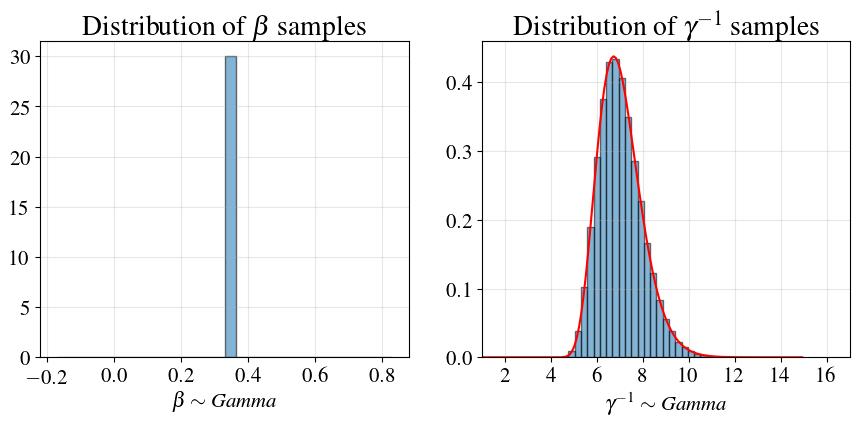 Distribution of β samples
30
25
20
15
10
5
0
−0.2 0.0 0.2 0.4 0.6 0.8
β ~ Gamma
Distribution of γ⁻¹ samples
0.4
0.3
0.2
0.1
0.0
2 4 6 8 10 12 14 16
γ⁻¹ ~ Gamma